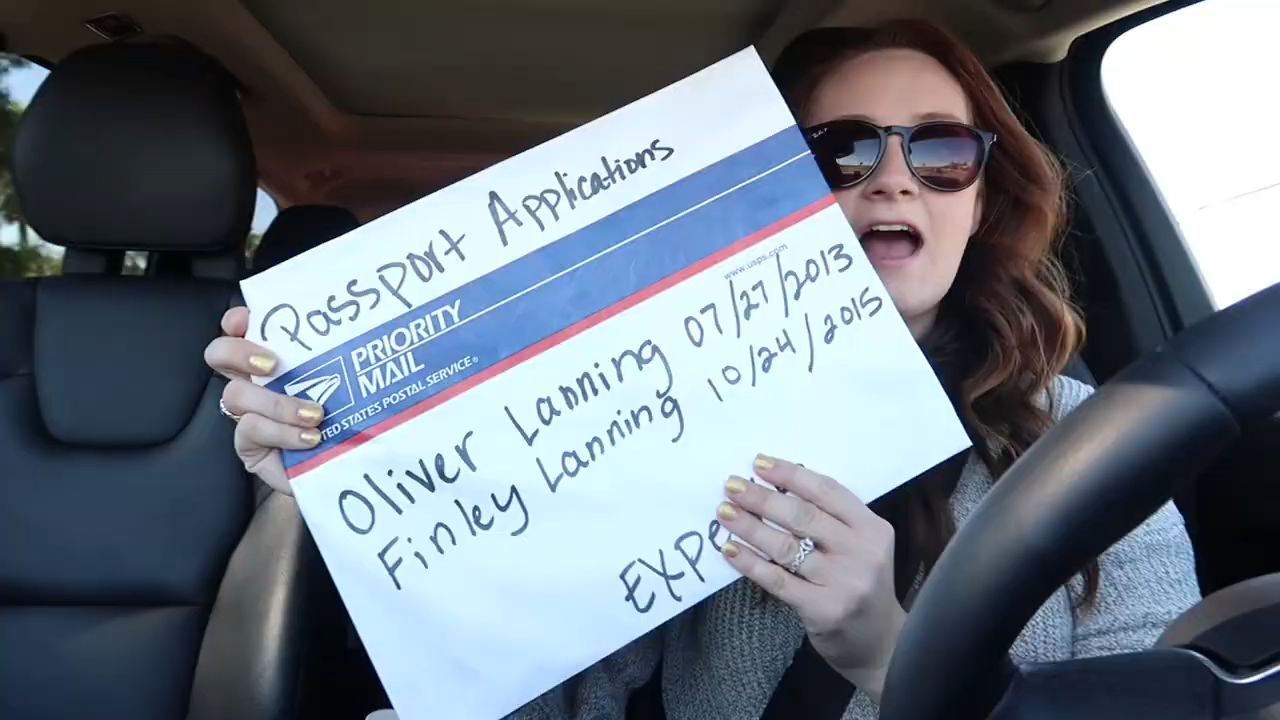 Passport Applications
PRIORITY
MAIL
TED STATES POSTAL SERVICE®
www.usps.com
Oliver Lanning 07/27/2013
Finley Lanning 10/24/2015
EXPE